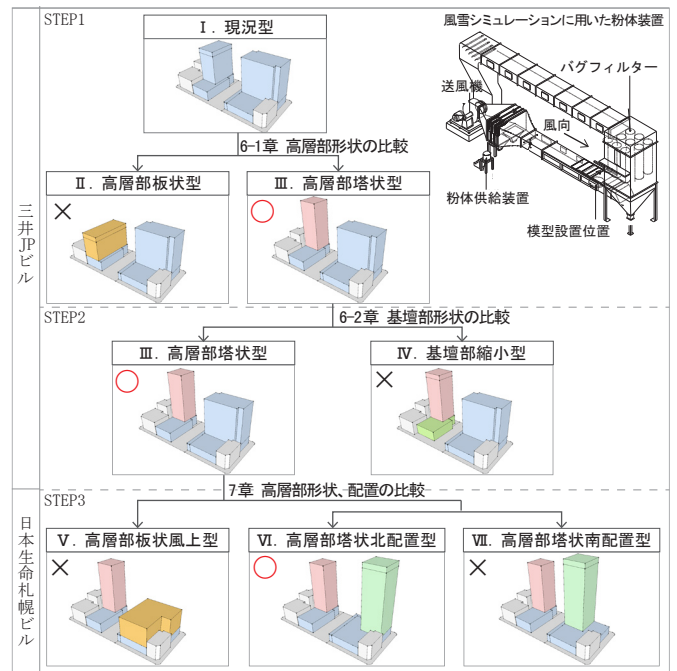 STEP1
Ⅰ. 現況型
風雪シミュレーションに用いた粉体装置
バグフィルター
送風機
風向
粉体供給装置
模型設置位置
6-1章 高層部形状の比較
Ⅱ. 高層部板状型
×
Ⅲ. 高層部塔状型
○
三井JPビル
STEP2
6-2章 基壇部形状の比較
Ⅲ. 高層部塔状型
○
Ⅳ. 基壇部縮小型
×
STEP3
7章 高層部形状、配置の比較
日本生命札幌ビル
Ⅴ. 高層部板状風上型
×
Ⅵ. 高層部塔状北配置型
○
Ⅶ. 高層部塔状南配置型
×